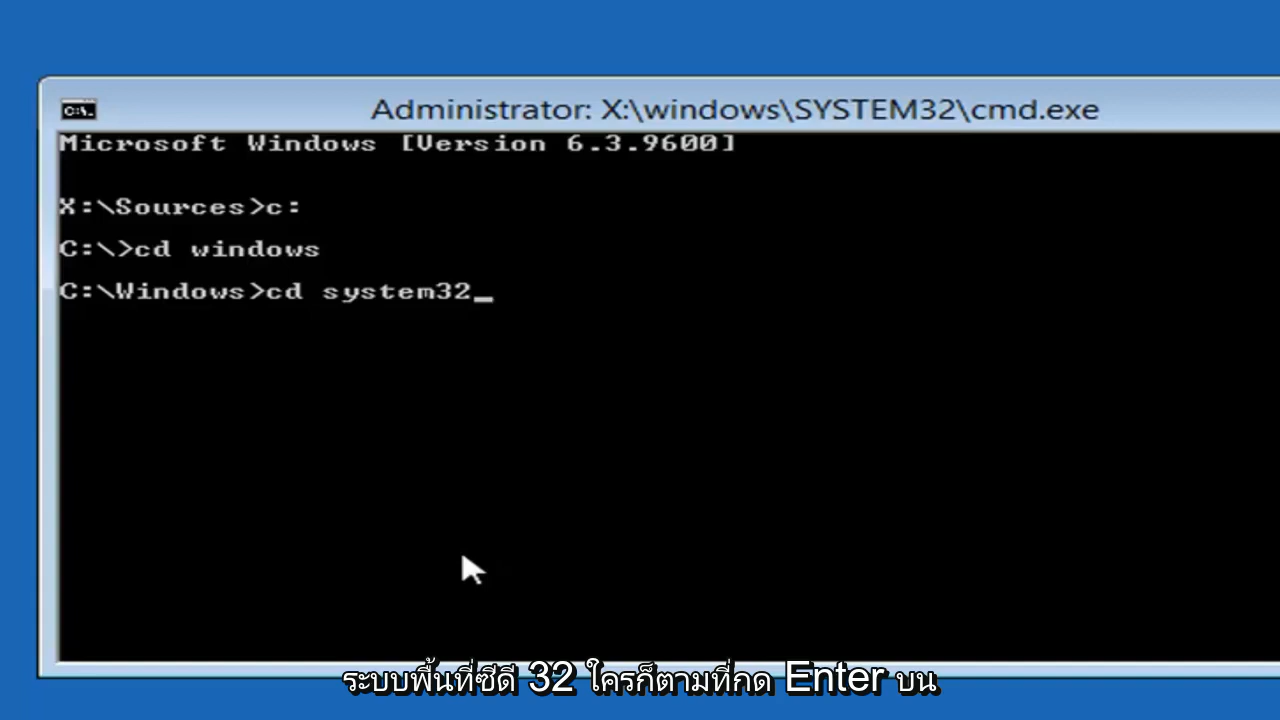 Administrator: X:\windows\SYSTEM32\cmd.exe
Microsoft Windows [Version 6.3.9600]
X:\Sources>c:
C:\>cd windows
C:\Windows>cd system32_
ระบบพื้นที่ซีดี 32 ใครก็ตามที่กด Enter บน